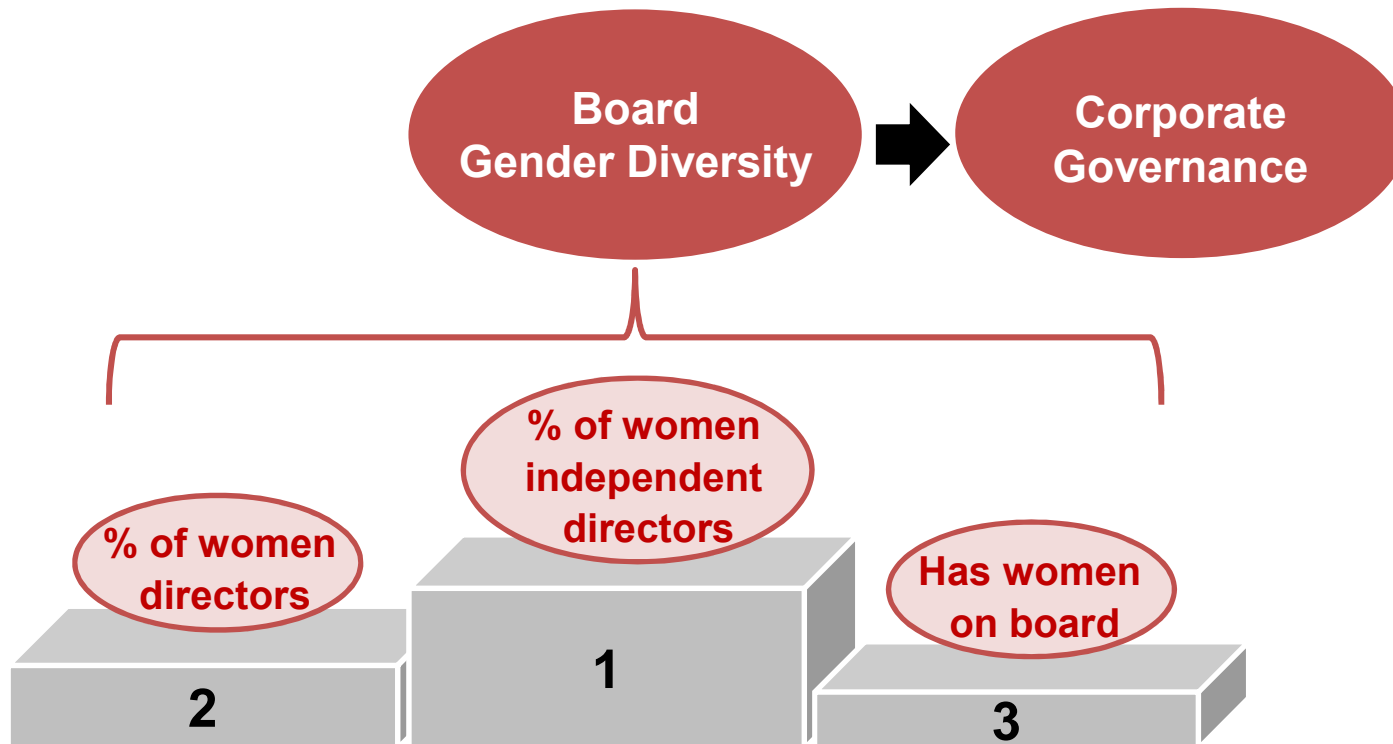 Board
Gender Diversity
Corporate
Governance
% of women
independent
directors
% of women
directors
Has women
on board
2
1
3